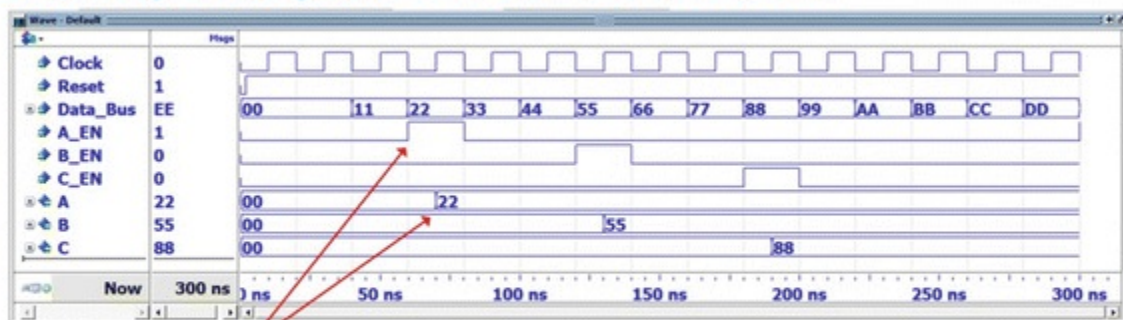 Wave - Default
Msgs
Clock 0
Reset 1
Data_Bus EE 00 11 22 33 44 55 66 77 88 99 AA BB CC DD
A_EN 1
B_EN 0
C_EN 0
A 22 00 22
B 55 00 55
C 88 00 88
Now 300 ns ns 50 ns 100 ns 150 ns 200 ns 250 ns 300 ns